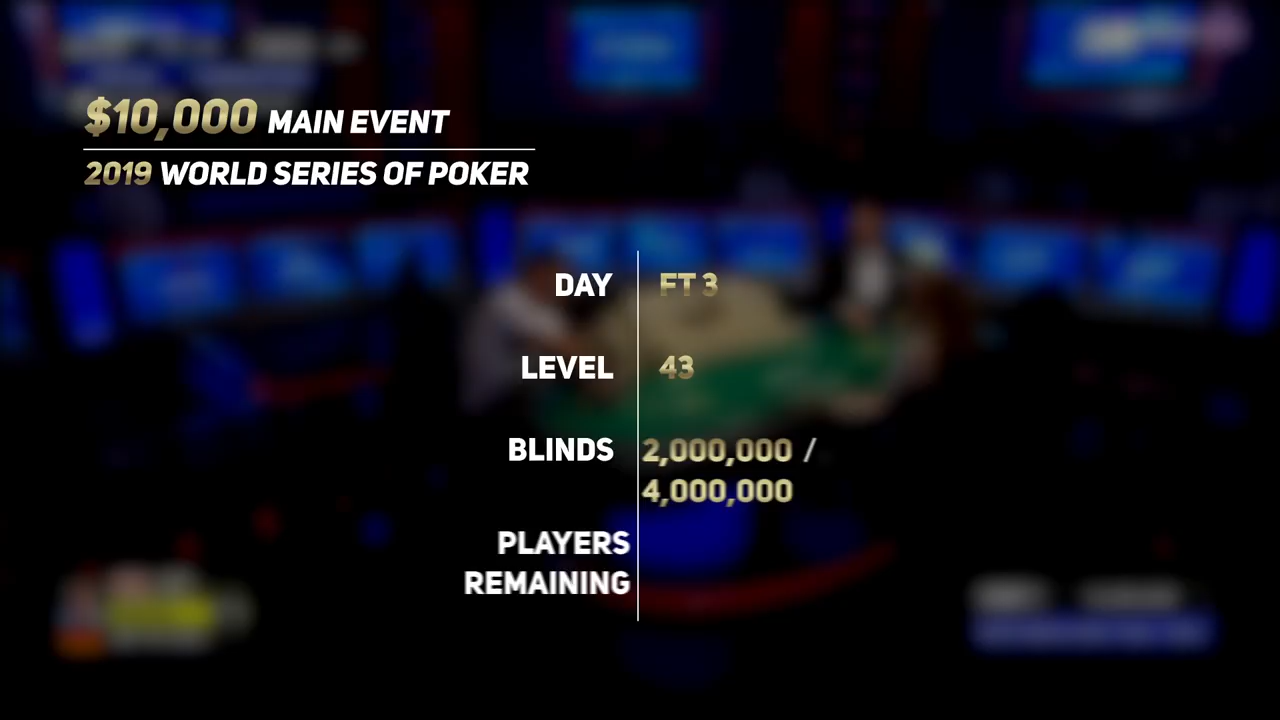 $10,000 MAIN EVENT
2019 WORLD SERIES OF POKER
DAY FT 3
LEVEL 43
BLINDS 2,000,000 /
4,000,000
PLAYERS
REMAINING